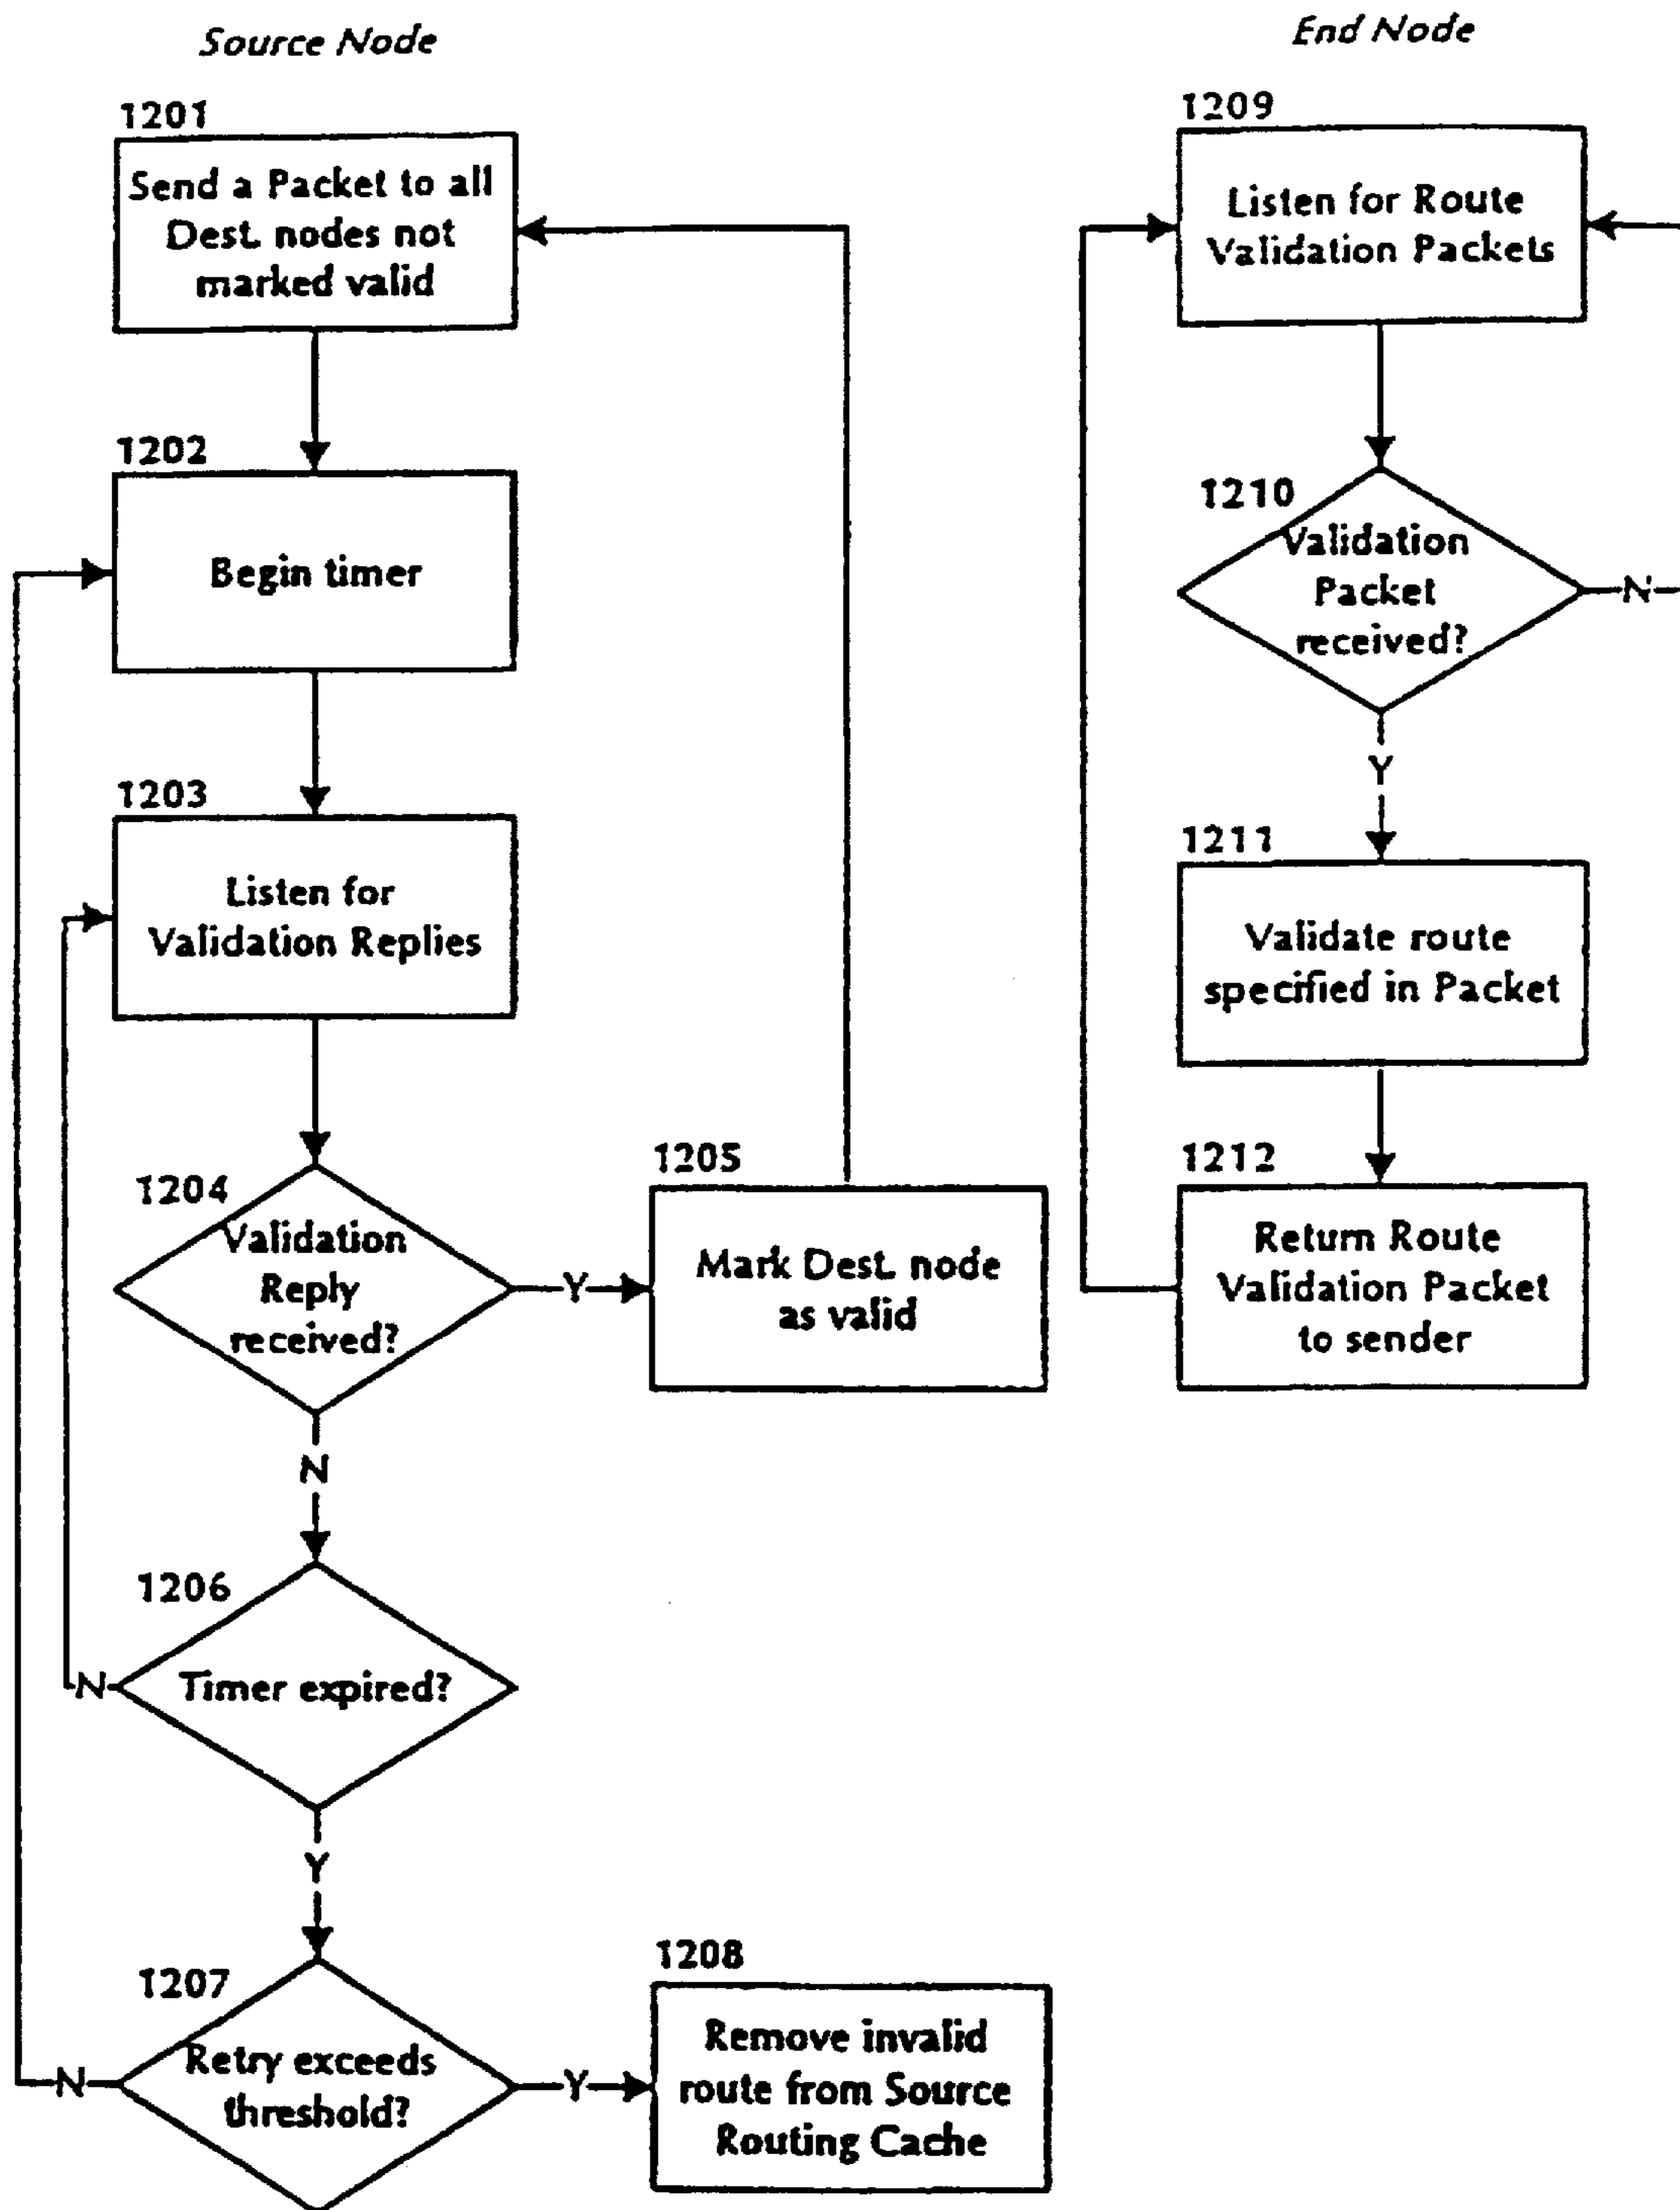 Source Node
1201
Send a Packet to all
Dest. nodes not
marked valid
1202
Begin timer
1203
Listen for
Validation Replies
1204
Validation
Reply
received?
Y
1205
Mark Dest. node
as valid
N
1206
Timer expired?
N
Y
1207
Retry exceeds
threshold?
N
Y
1208
Remove invalid
route from Source
Routing Cache
End Node
1209
Listen for Route
Validation Packets
1210
Validation
Packet
received?
N
Y
1211
Validate route
specified in Packet
1212
Return Route
Validation Packet
to sender